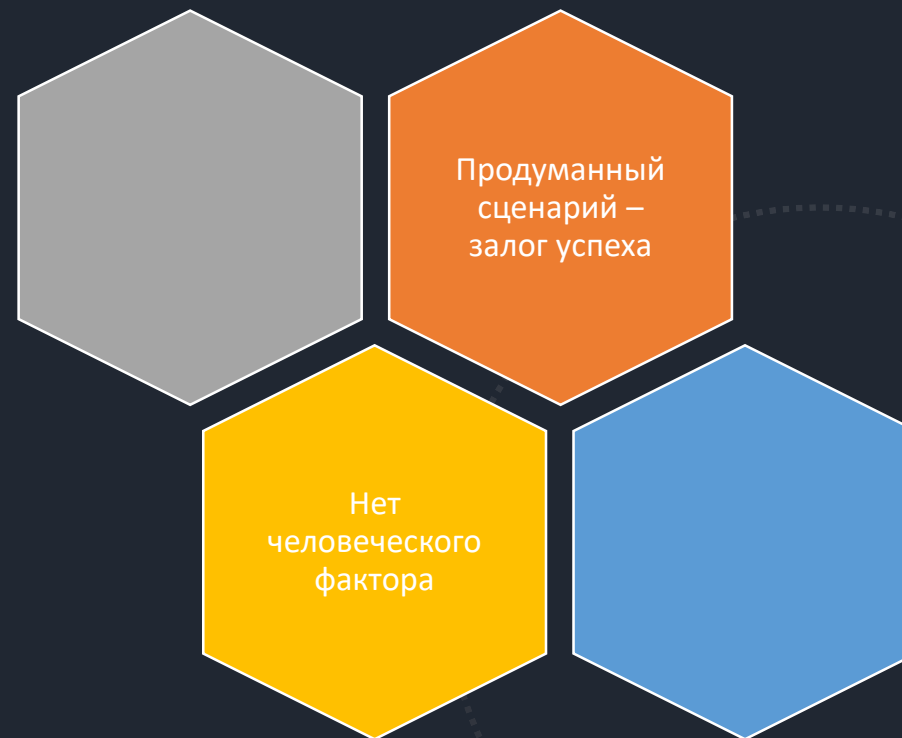 Продуманный
сценарий –
залог успеха
Нет
человеческого
фактора